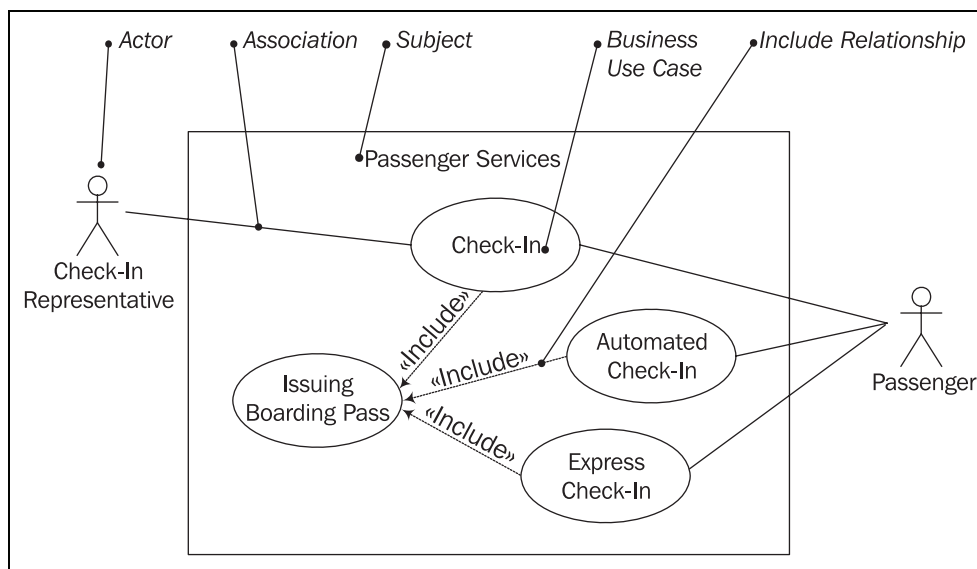 Actor
Association
Subject
Business
Use Case
Include Relationship
Passenger Services
Check-In
Check-In
Representative
«Include»
«Include»
Automated
Check-In
Passenger
Issuing
Boarding Pass
«Include»
Express
Check-In